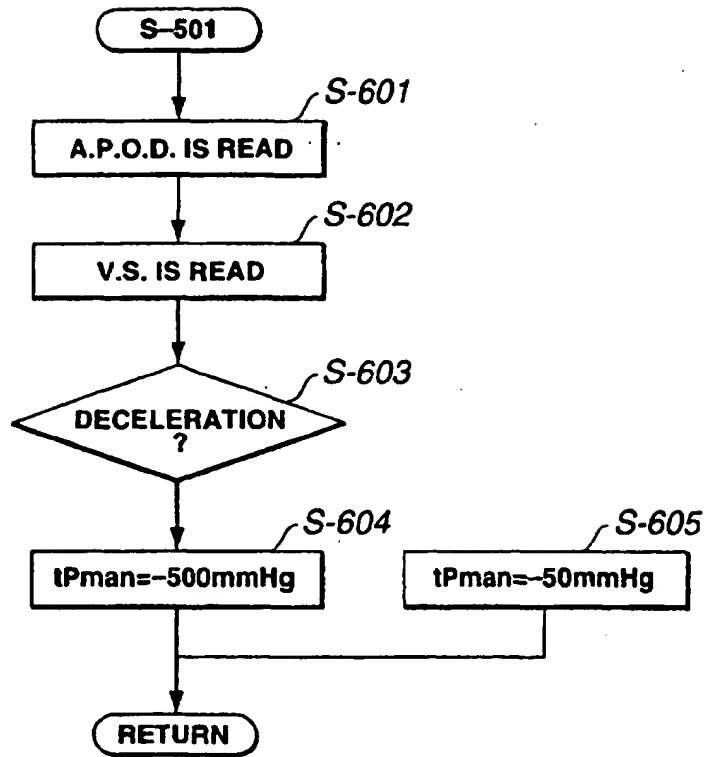 S-501
S-601
A.P.O.D. IS READ
S-602
V.S. IS READ
S-603
DECELERATION
?
S-604
tPman=-500mmHg
S-605
tPman=-50mmHg
RETURN